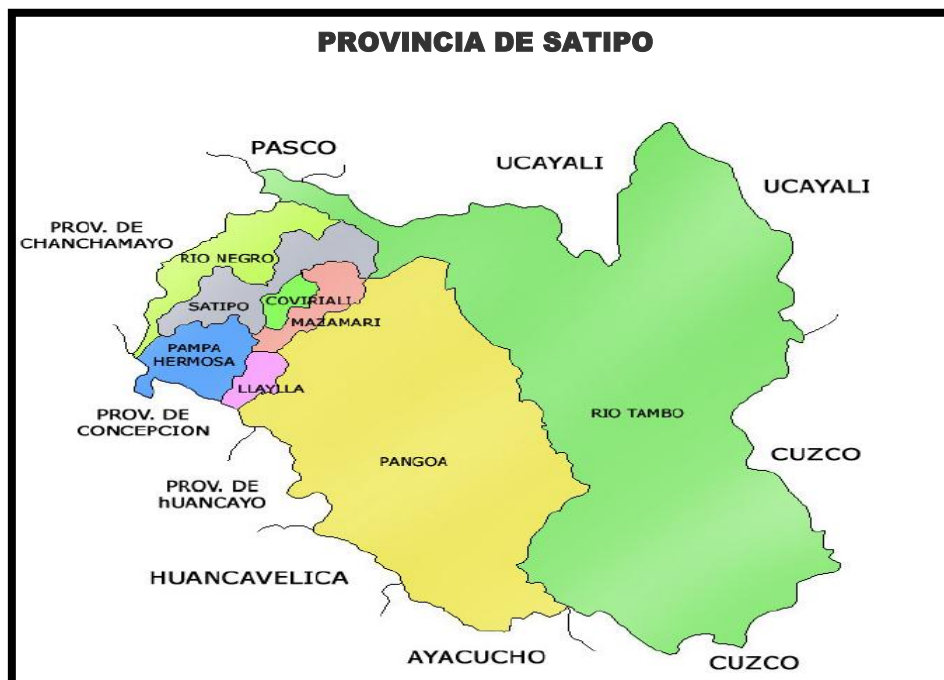 PROVINCIA DE SATIPO
PASCO
UCAYALI
UCAYALI
PROV. DE
CHANCHAMAYO
RIO NEGRO
SATIPO
COVIRIALI
MAZAMARI
PAMPA
HERMOSA
LLAYLLA
PROV. DE
CONCEPCION
RIO TAMBO
PANGOA
CUZCO
PROV. DE
hUANCAYO
HUANCAVELICA
AYACUCHO
CUZCO